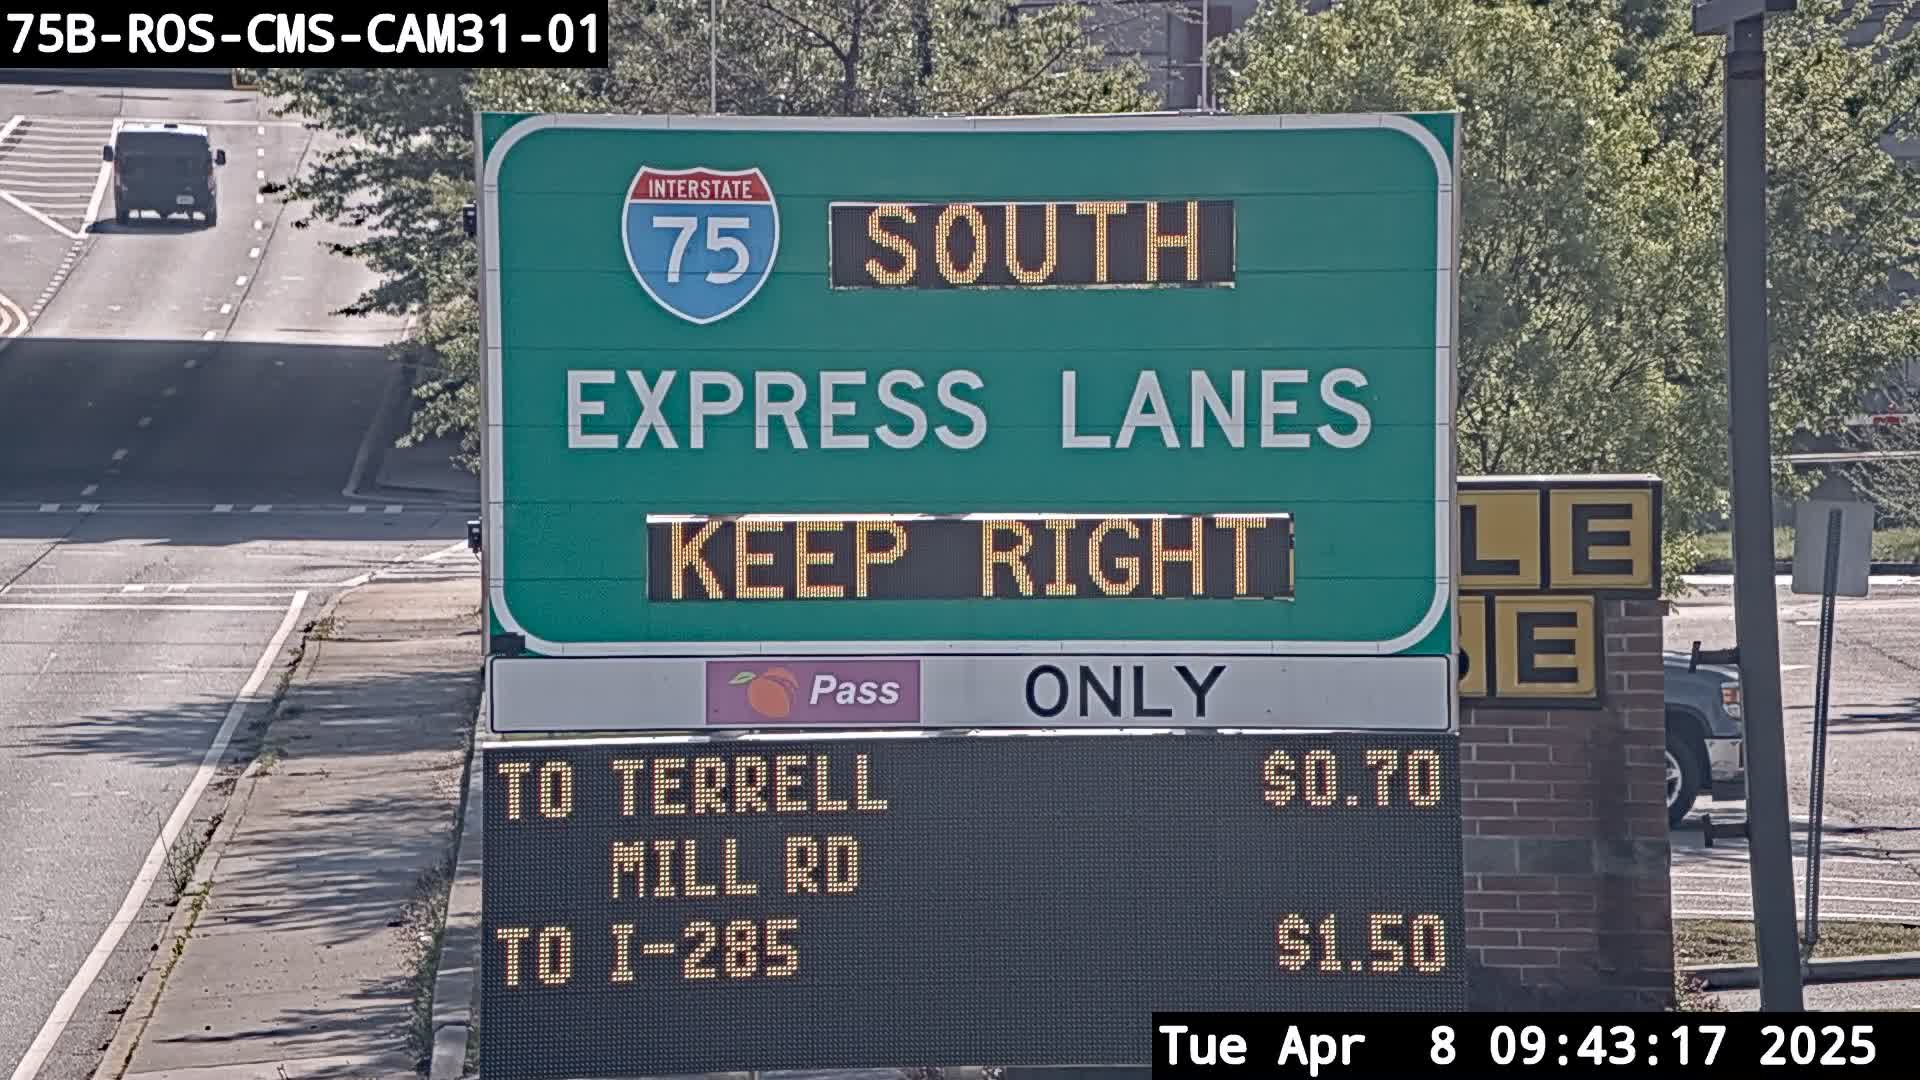 75B-ROS-CMS-CAM31-01
INTERSTATE
75
SOUTH
EXPRESS LANES
KEEP RIGHT
LE
E
Pass ONLY
TO TERRELL $0.70
MILL RD
TO I-285 $1.50
Tue Apr 8 09:43:17 2025